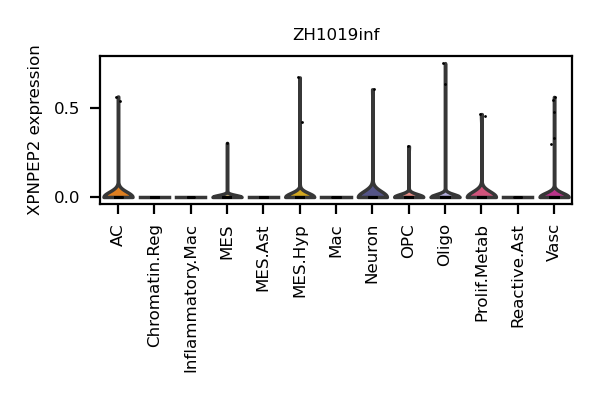 ZH1019inf
XPNPEP2 expression
0.5
0.0
AC
Chromatin.Reg
Inflammatory.Mac
MES
MES.Ast
MES.Hyp
Mac
Neuron
OPC
Oligo
Prolif.Metab
Reactive.Ast
Vasc